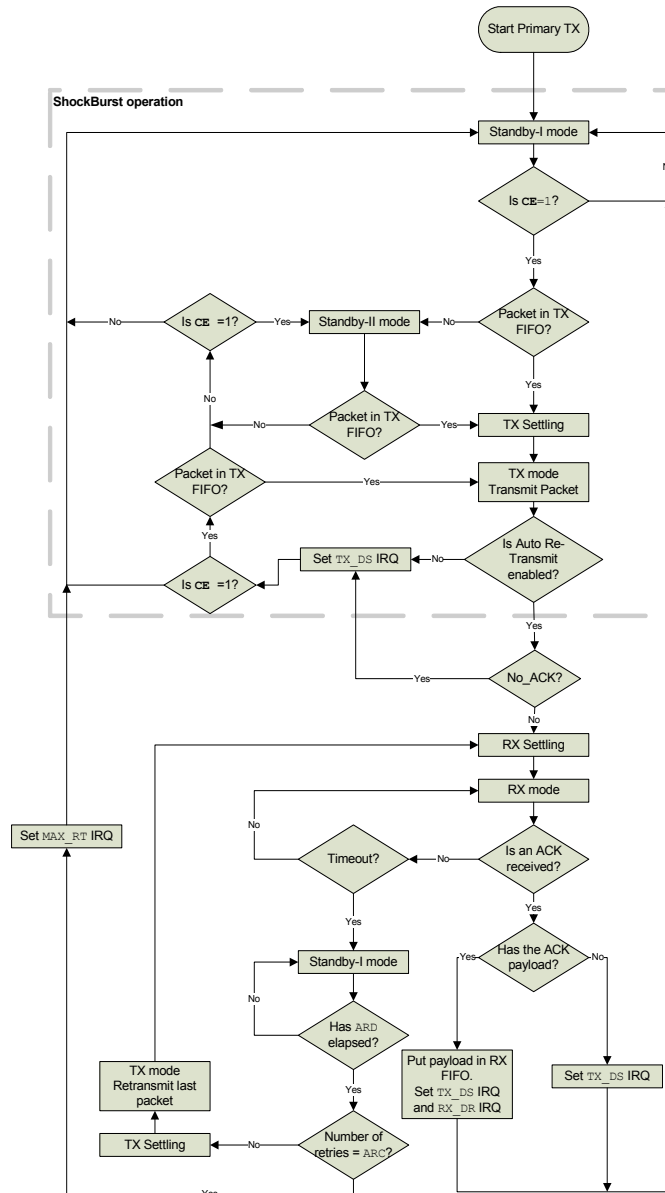 Start Primary TX
ShockBurst operation
Standby-I mode
Is CE=1?
Yes
Is CE =1?
No
Yes
Standby-II mode
No
Packet in TX
FIFO?
Yes
No
Packet in TX
FIFO?
No
Yes
TX Settling
Packet in TX
FIFO?
Yes
TX mode
Transmit Packet
Yes
Is CE =1?
Set TX_DS IRQ
No
Is Auto Re-
Transmit
enabled?
Yes
Yes
No_ACK?
No
RX Settling
RX mode
Set MAX_RT IRQ
No
Timeout?
No
Is an ACK
received?
Yes
Yes
Standby-I mode
Yes
Has the ACK
payload?
No
No
Has ARD
elapsed?
Yes
TX mode
Retransmit last
packet
Put payload in RX
FIFO.
Set TX_DS IRQ
and RX_DR IRQ
Set TX_DS IRQ
TX Settling
No
Number of
retries = ARC?